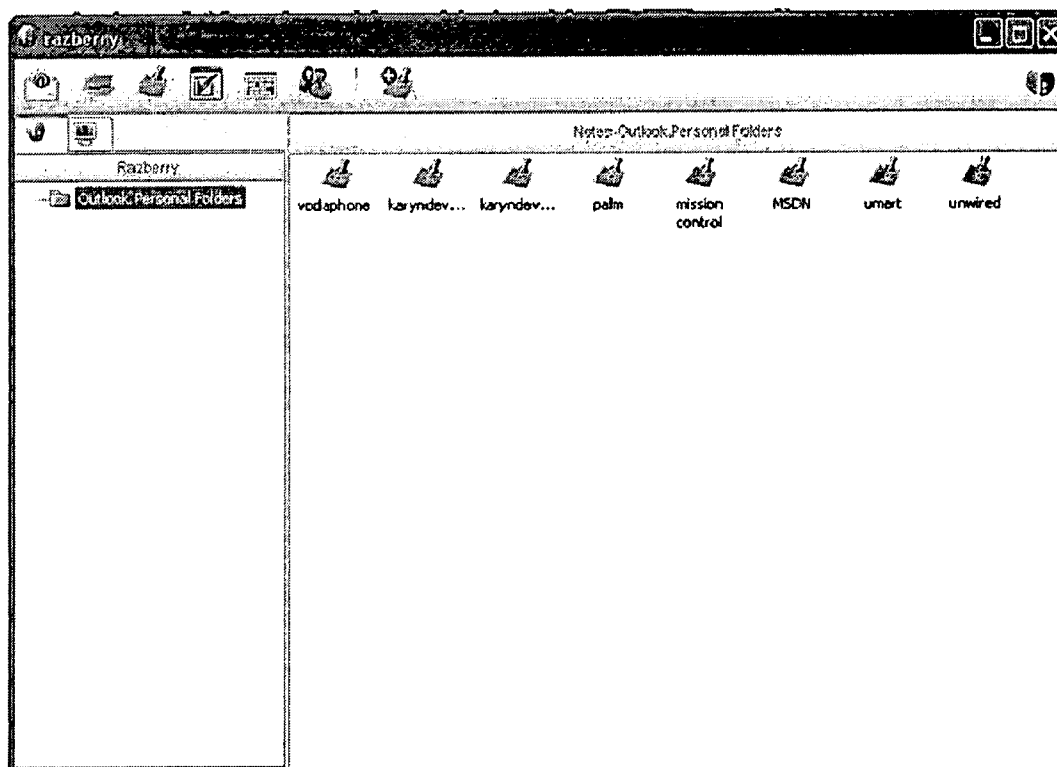 razberry
Notes-Outlook.Personal Folders
Razberry
Outlook.Personal Folders
vodaphone
karyndev...
karyndev...
palm
mission
control
MSDN
umart
unwired